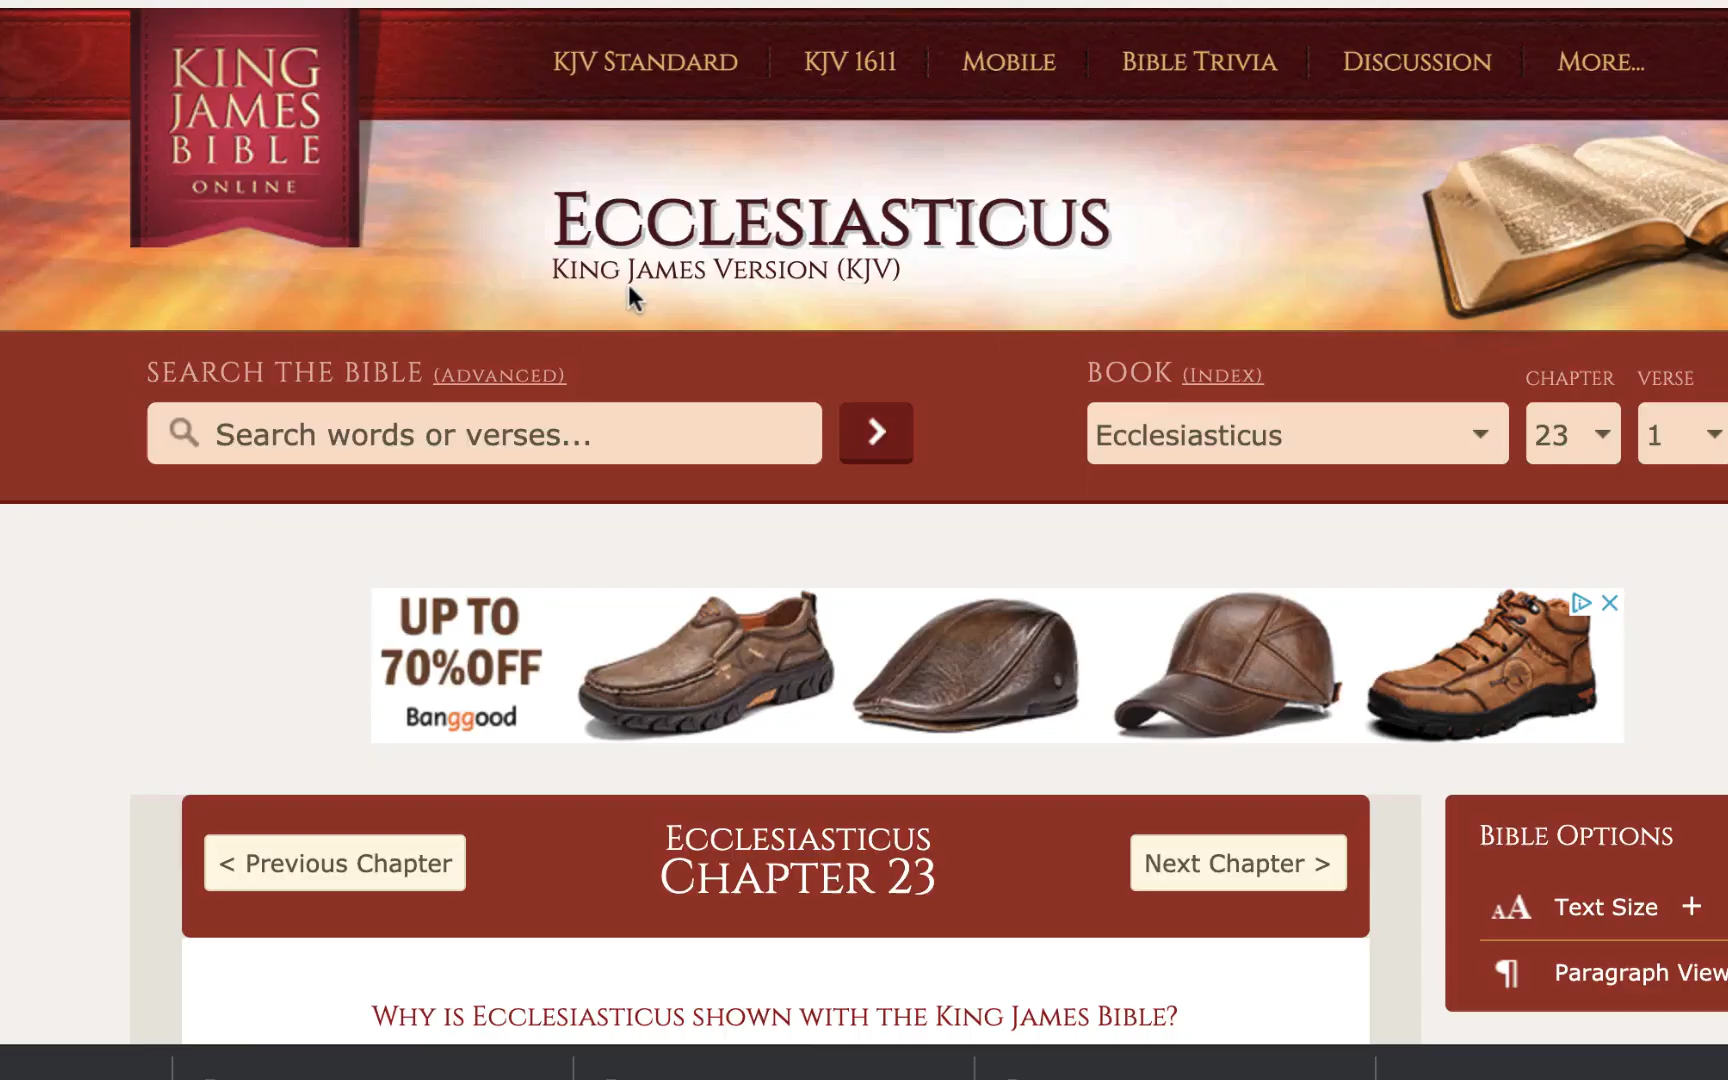 KING
JAMES
BIBLE
ONLINE
KJV STANDARD
KJV 1611
MOBILE
BIBLE TRIVIA
DISCUSSION
MORE...
ECCLESIASTICUS
KING JAMES VERSION (KJV)
SEARCH THE BIBLE (ADVANCED)
BOOK (INDEX)
CHAPTER
VERSE
Search words or verses...
Ecclesiasticus
23
1
UP TO
70%OFF
Banggood
< Previous Chapter
ECCLESIASTICUS
CHAPTER 23
Next Chapter >
BIBLE OPTIONS
AA Text Size +
¶ Paragraph View
WHY IS ECCLESIASTICUS SHOWN WITH THE KING JAMES BIBLE?